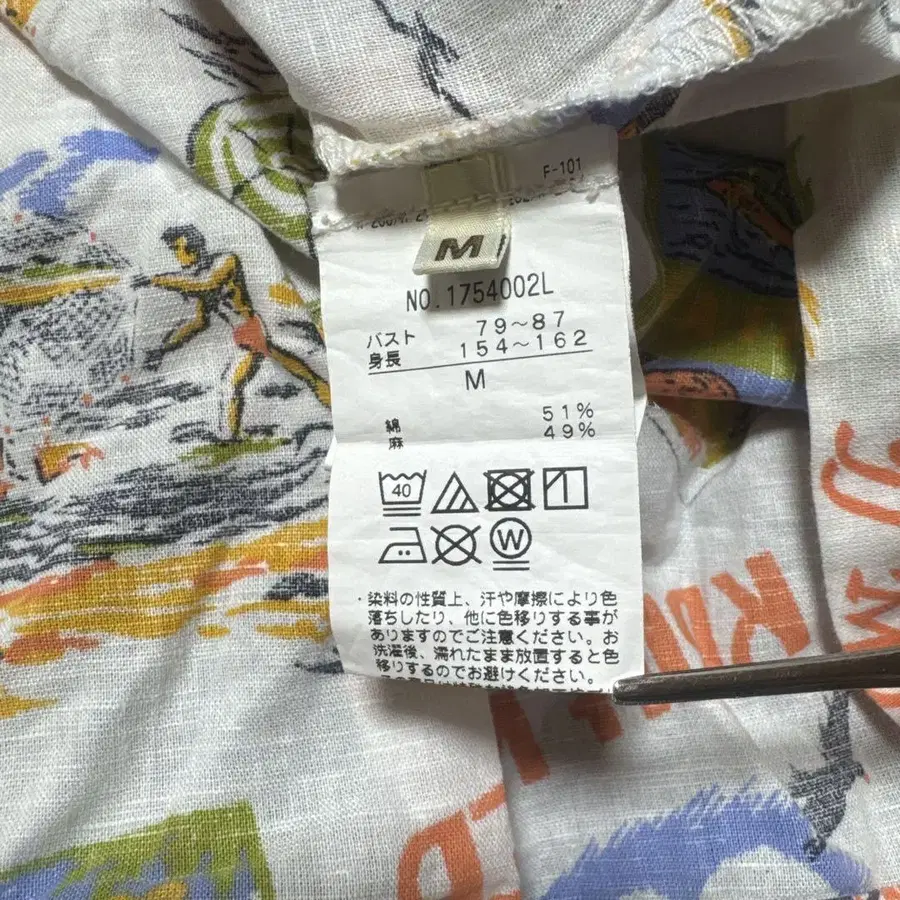 F-101
M
NO.1754002L
バスト 79~87
身長 154~162
M
綿 51%
麻 49%
40
W
・染料の性質上、汗や摩擦により色
落ちしたり、他に色移りする事が
ありますのでご注意ください。お
洗濯後、濡れたまま放置すると色
移りするのでお避けください。